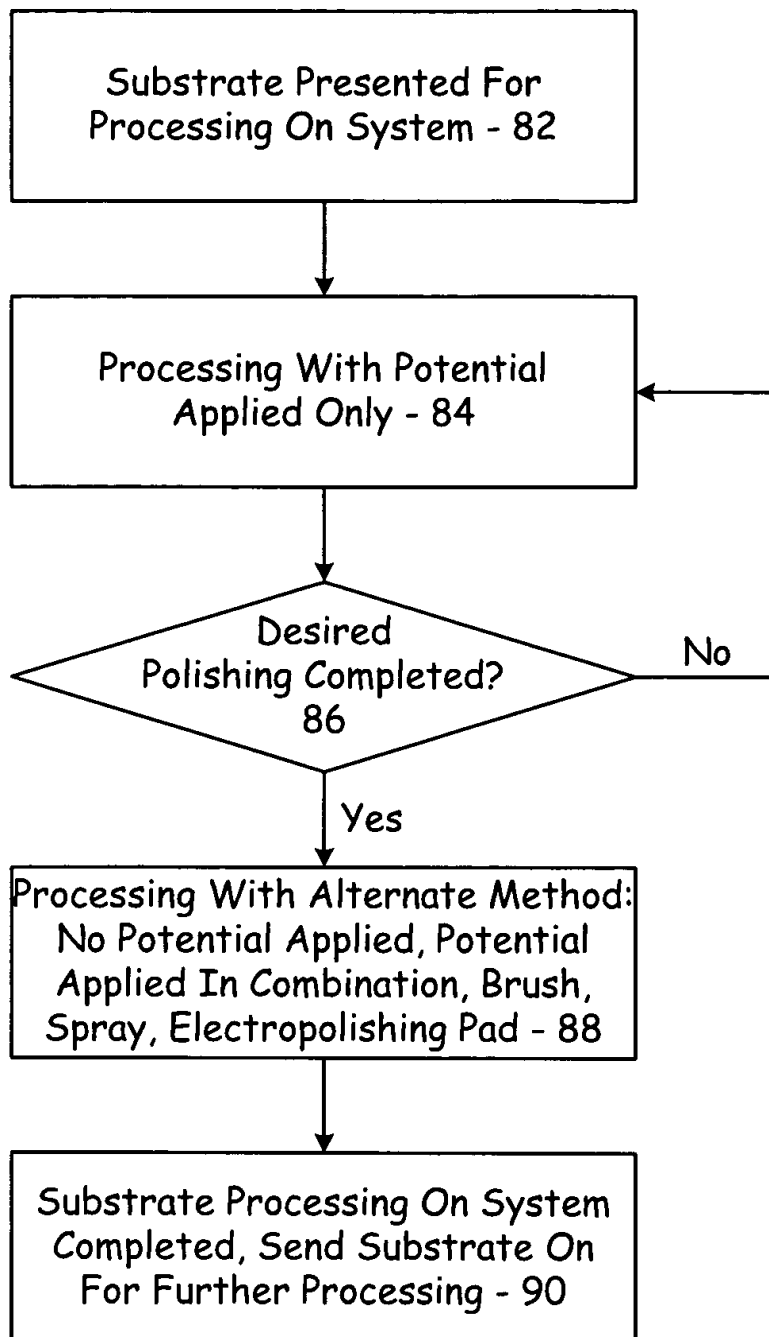 Substrate Presented For
Processing On System - 82
Processing With Potential
Applied Only - 84
Desired
Polishing Completed?
86
No
Yes
Processing With Alternate Method:
No Potential Applied, Potential
Applied In Combination, Brush,
Spray, Electropolishing Pad - 88
Substrate Processing On System
Completed, Send Substrate On
For Further Processing - 90